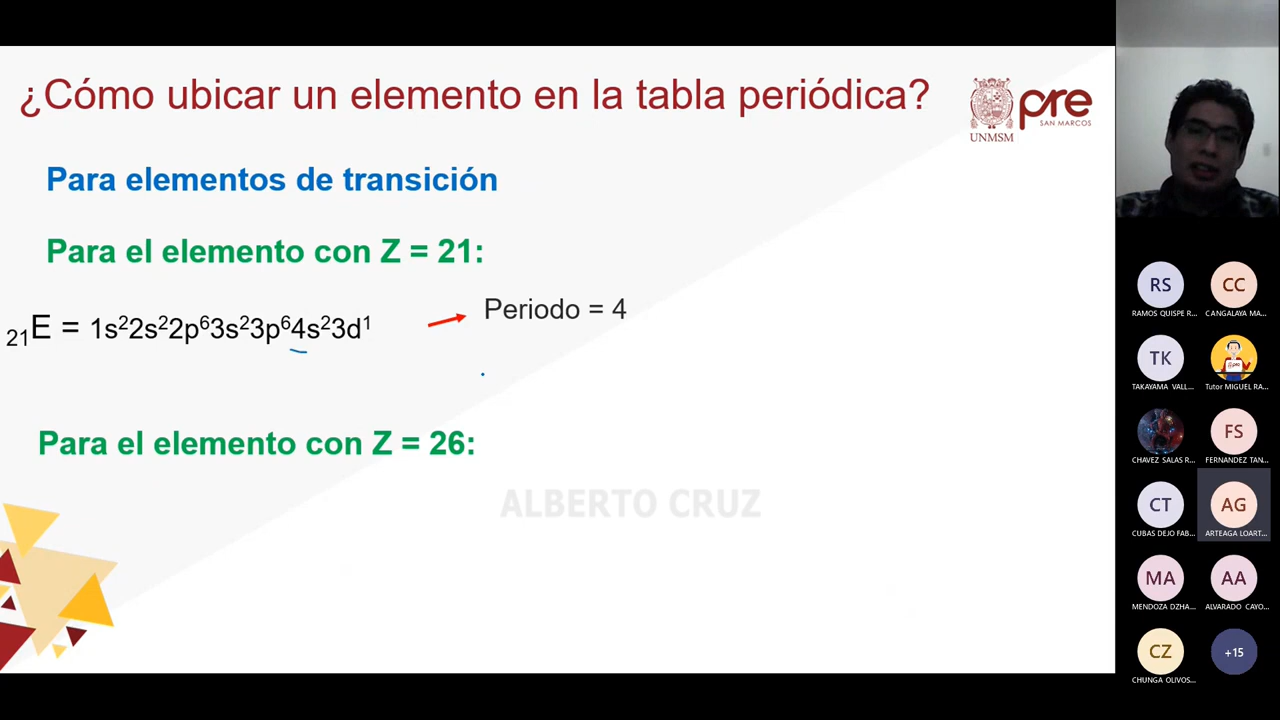 ¿Cómo ubicar un elemento en la tabla periódica?
pre
SAN MARCOS
UNMSM
Para elementos de transición
Para el elemento con Z = 21:
₂₁E = 1s²2s²2p⁶3s²3p⁶4s²3d¹
Periodo = 4
Para el elemento con Z = 26:
ALBERTO CRUZ
RS CC
RAMOS QUISPE R... CANGALAYA MA...
TK
TAKAYAMA VALL... Tutor MIGUEL RA...
FS
CHAVEZ SALAS R... FERNANDEZ TAN...
CT AG
CUBAS DEJO FAB... ARTEAGA LOART...
MA AA
MENDOZA DZHA... ALVARADO CAYO...
CZ +15
CHUNGA OLIVOS...